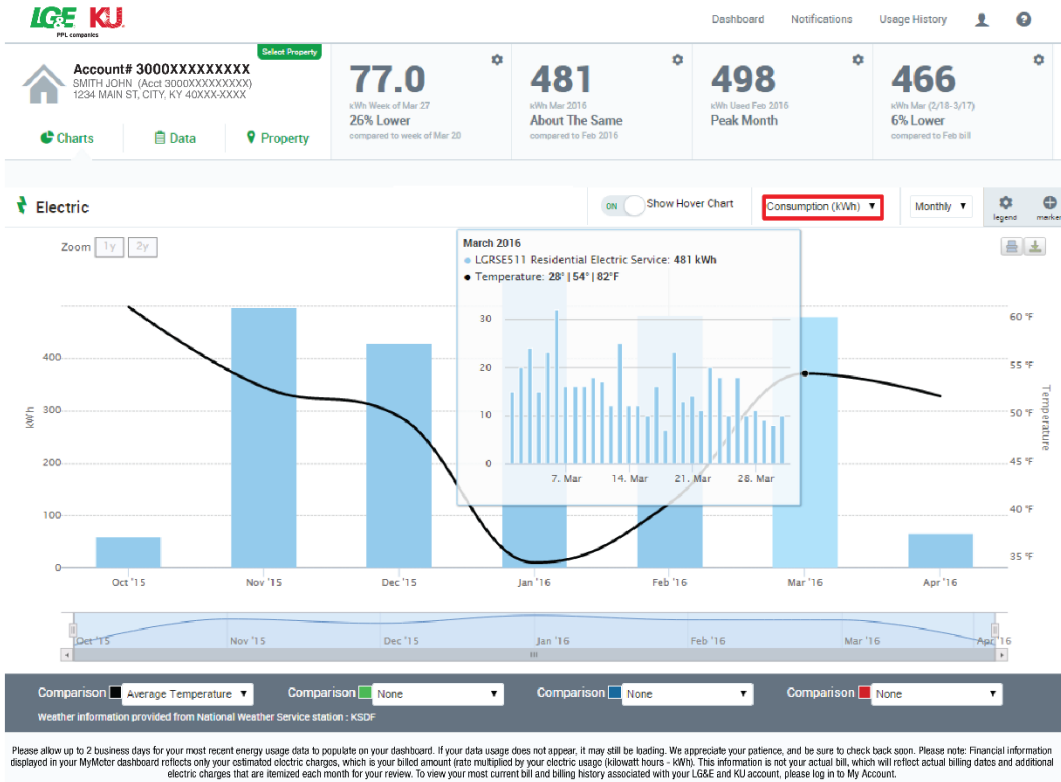 LG&E KU
PPL companies
Dashboard Notifications Usage History
Select Property
Account# 3000XXXXXXXXX
SMITH JOHN (Acct 3000XXXXXXXXX)
1234 MAIN ST, CITY, KY 40XXX-XXXX
Charts Data Property
77.0
kWh Week of Mar 27
26% Lower
compared to week of Mar 20
481
kWh Mar 2016
About The Same
compared to Feb 2016
498
kWh Used Feb 2016
Peak Month
466
kWh Mar (2/18-3/17)
6% Lower
compared to Feb bill
Electric
ON Show Hover Chart
Consumption (kWh)
Monthly
legend
marker
Zoom 1y 2y
March 2016
LGRSE511 Residential Electric Service: 481 kWh
Temperature: 28° | 54° | 82°F
30
20
10
0
7. Mar 14. Mar 21. Mar 28. Mar
kWh
400
300
200
100
0
60 °F
55 °F
50 °F
45 °F
40 °F
35 °F
Temperature
Oct '15 Nov '15 Dec '15 Jan '16 Feb '16 Mar '16 Apr '16
Oct '15 Nov '15 Dec '15 Jan '16 Feb '16 Mar '16 Apr '16
Comparison Average Temperature Comparison None Comparison None Comparison None
Weather information provided from National Weather Service station : KSDF
Please allow up to 2 business days for your most recent energy usage data to populate on your dashboard. If your data usage does not appear, it may still be loading. We appreciate your patience, and be sure to check back soon. Please note: Financial information
displayed in your MyMeter dashboard reflects only your estimated electric charges, which is your billed amount (rate multiplied by your electric usage (kilowatt hours - kWh). This information is not your actual bill, which will reflect actual billing dates and additional
electric charges that are itemized each month for your review. To view your most current bill and billing history associated with your LG&E and KU account, please log in to My Account.